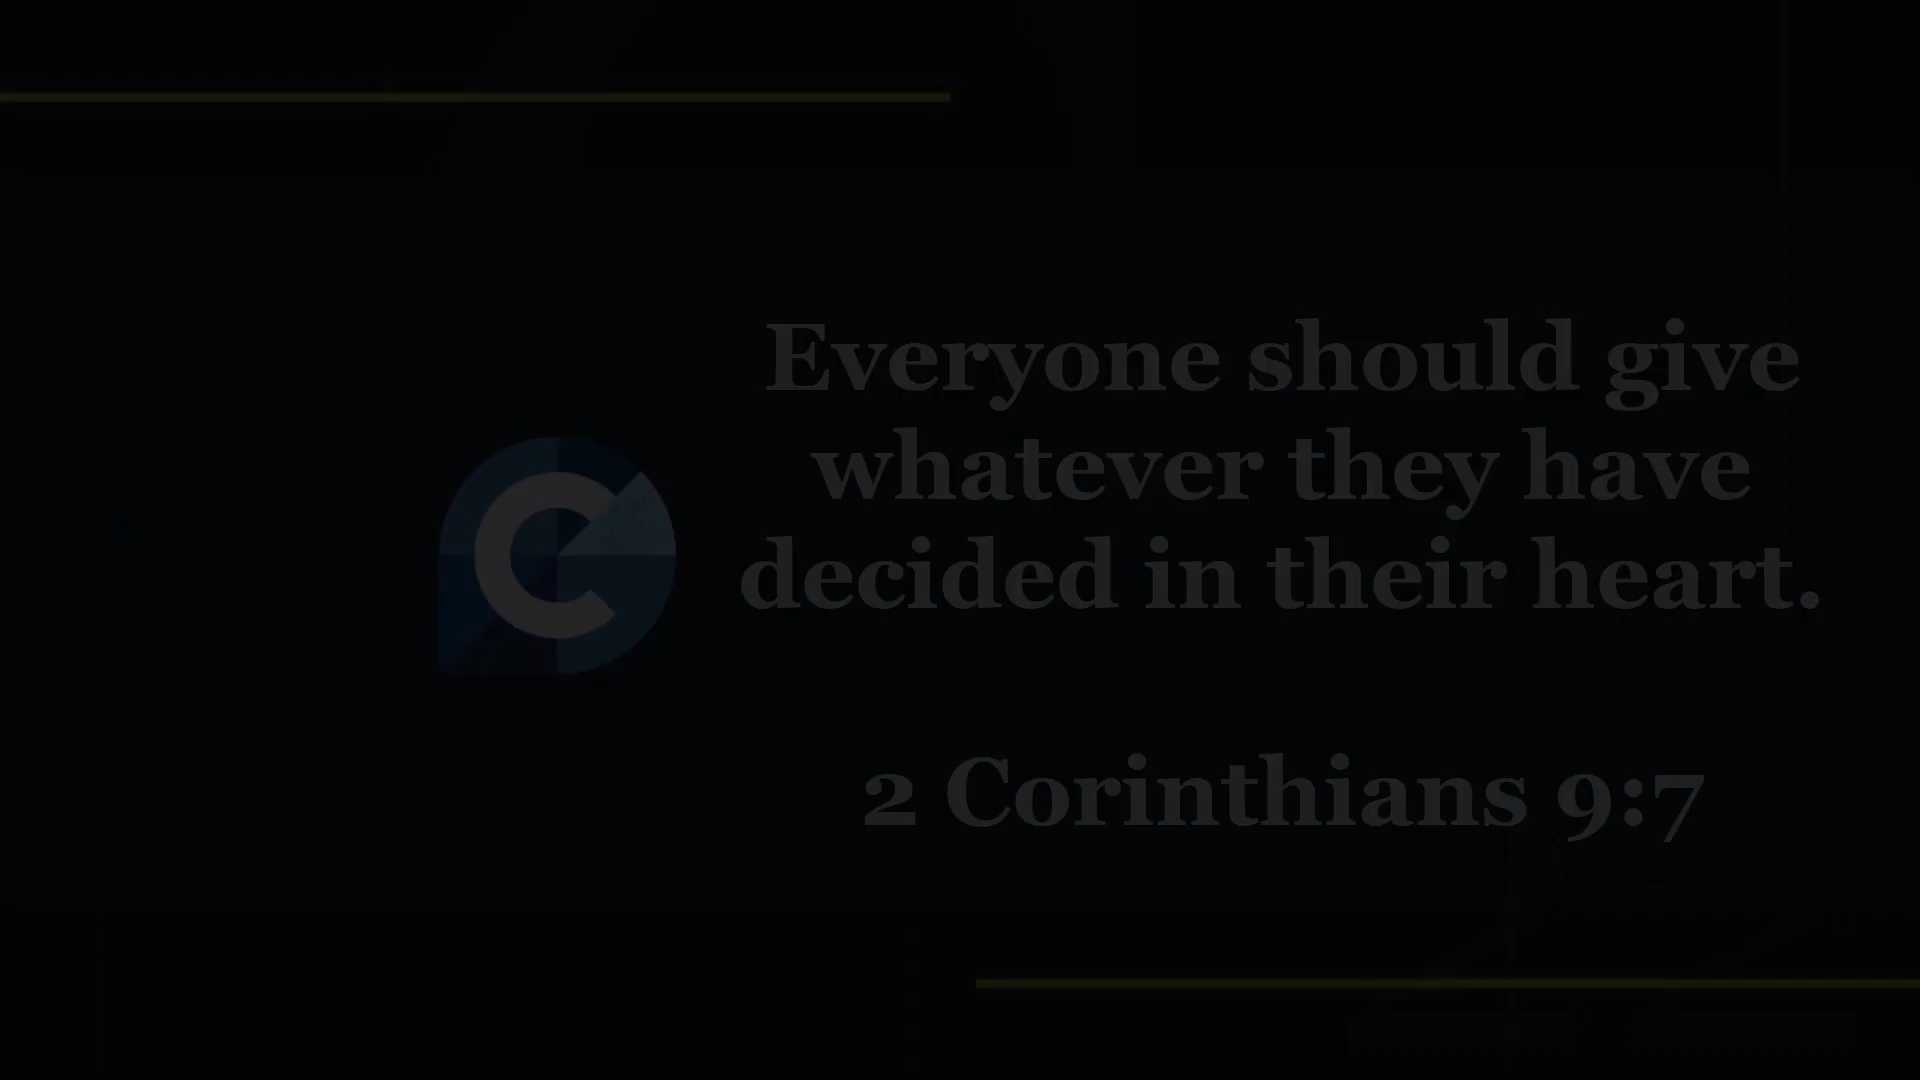 Everyone should give
whatever they have
decided in their heart.
2 Corinthians 9:7